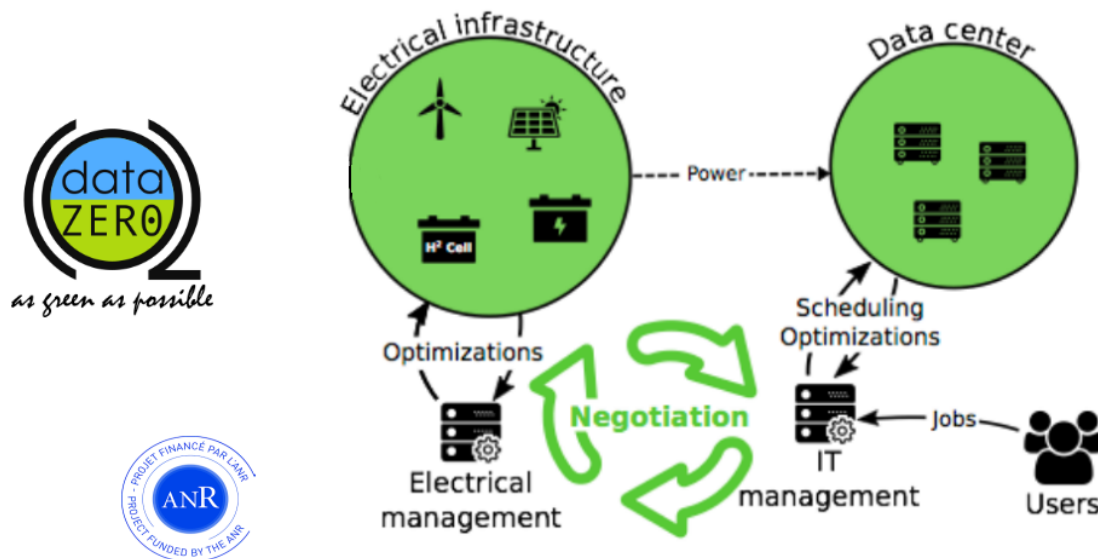 data
ZERO
2
as green as possible
- PROJET FINANCÉ PAR L'ANR -
ANR
PROJECT FUNDED BY THE ANR
Electrical infrastructure
H² Cell
Power
Data center
Optimizations
Scheduling
Optimizations
Negotiation
Electrical
management
IT
management
Jobs
Users